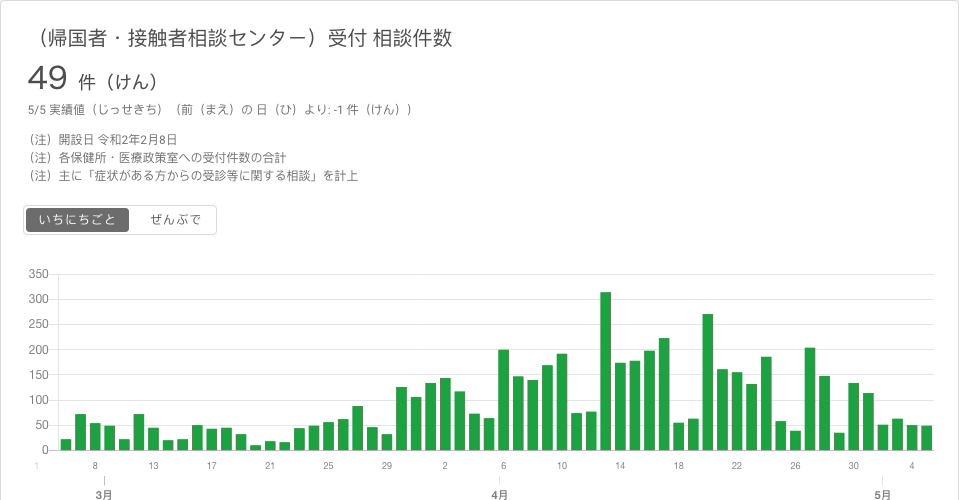 （帰国者・接触者相談センター）受付 相談件数
49 件（けん）
5/5 実績値（じっせきち）（前（まえ）の 日（ひ）より: -1 件（けん））
（注）開設日 令和2年2月8日
（注）各保健所・医療政策室への受付件数の合計
（注）主に「症状がある方からの受診等に関する相談」を計上
いちにちごと ぜんぶで
350
300
250
200
150
100
50
0
1 8 13 17 21 25 29 2 6 10 14 18 22 26 30 4
3月 4月 5月